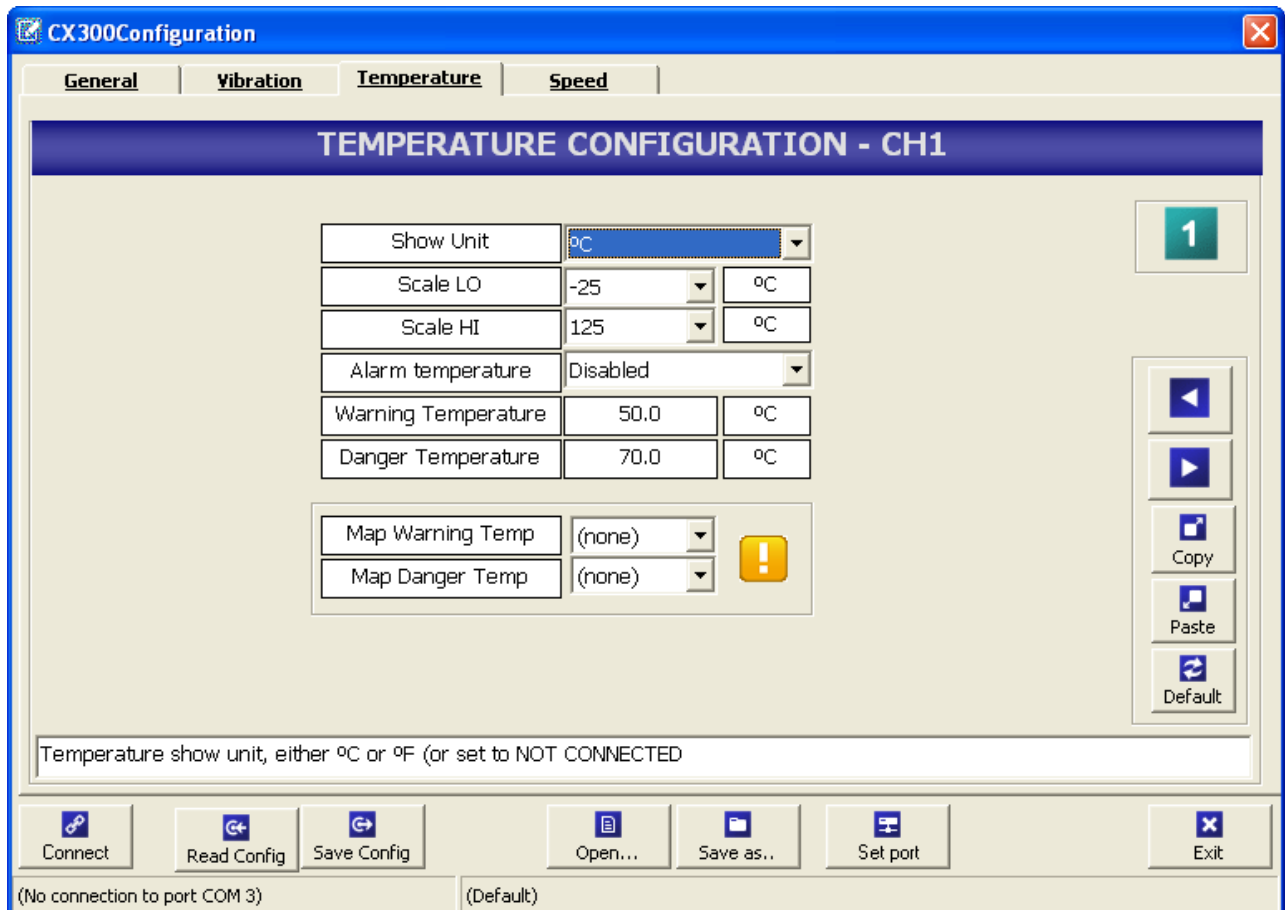 CX300Configuration
General Vibration Temperature Speed
TEMPERATURE CONFIGURATION - CH1
1
Show Unit ºC
Scale LO -25 ºC
Scale HI 125 ºC
Alarm temperature Disabled
Warning Temperature 50.0 ºC
Danger Temperature 70.0 ºC
Map Warning Temp (none)
Map Danger Temp (none)
!
Copy
Paste
Default
Temperature show unit, either ºC or ºF (or set to NOT CONNECTED
Connect Read Config Save Config Open... Save as.. Set port Exit
(No connection to port COM 3) (Default)